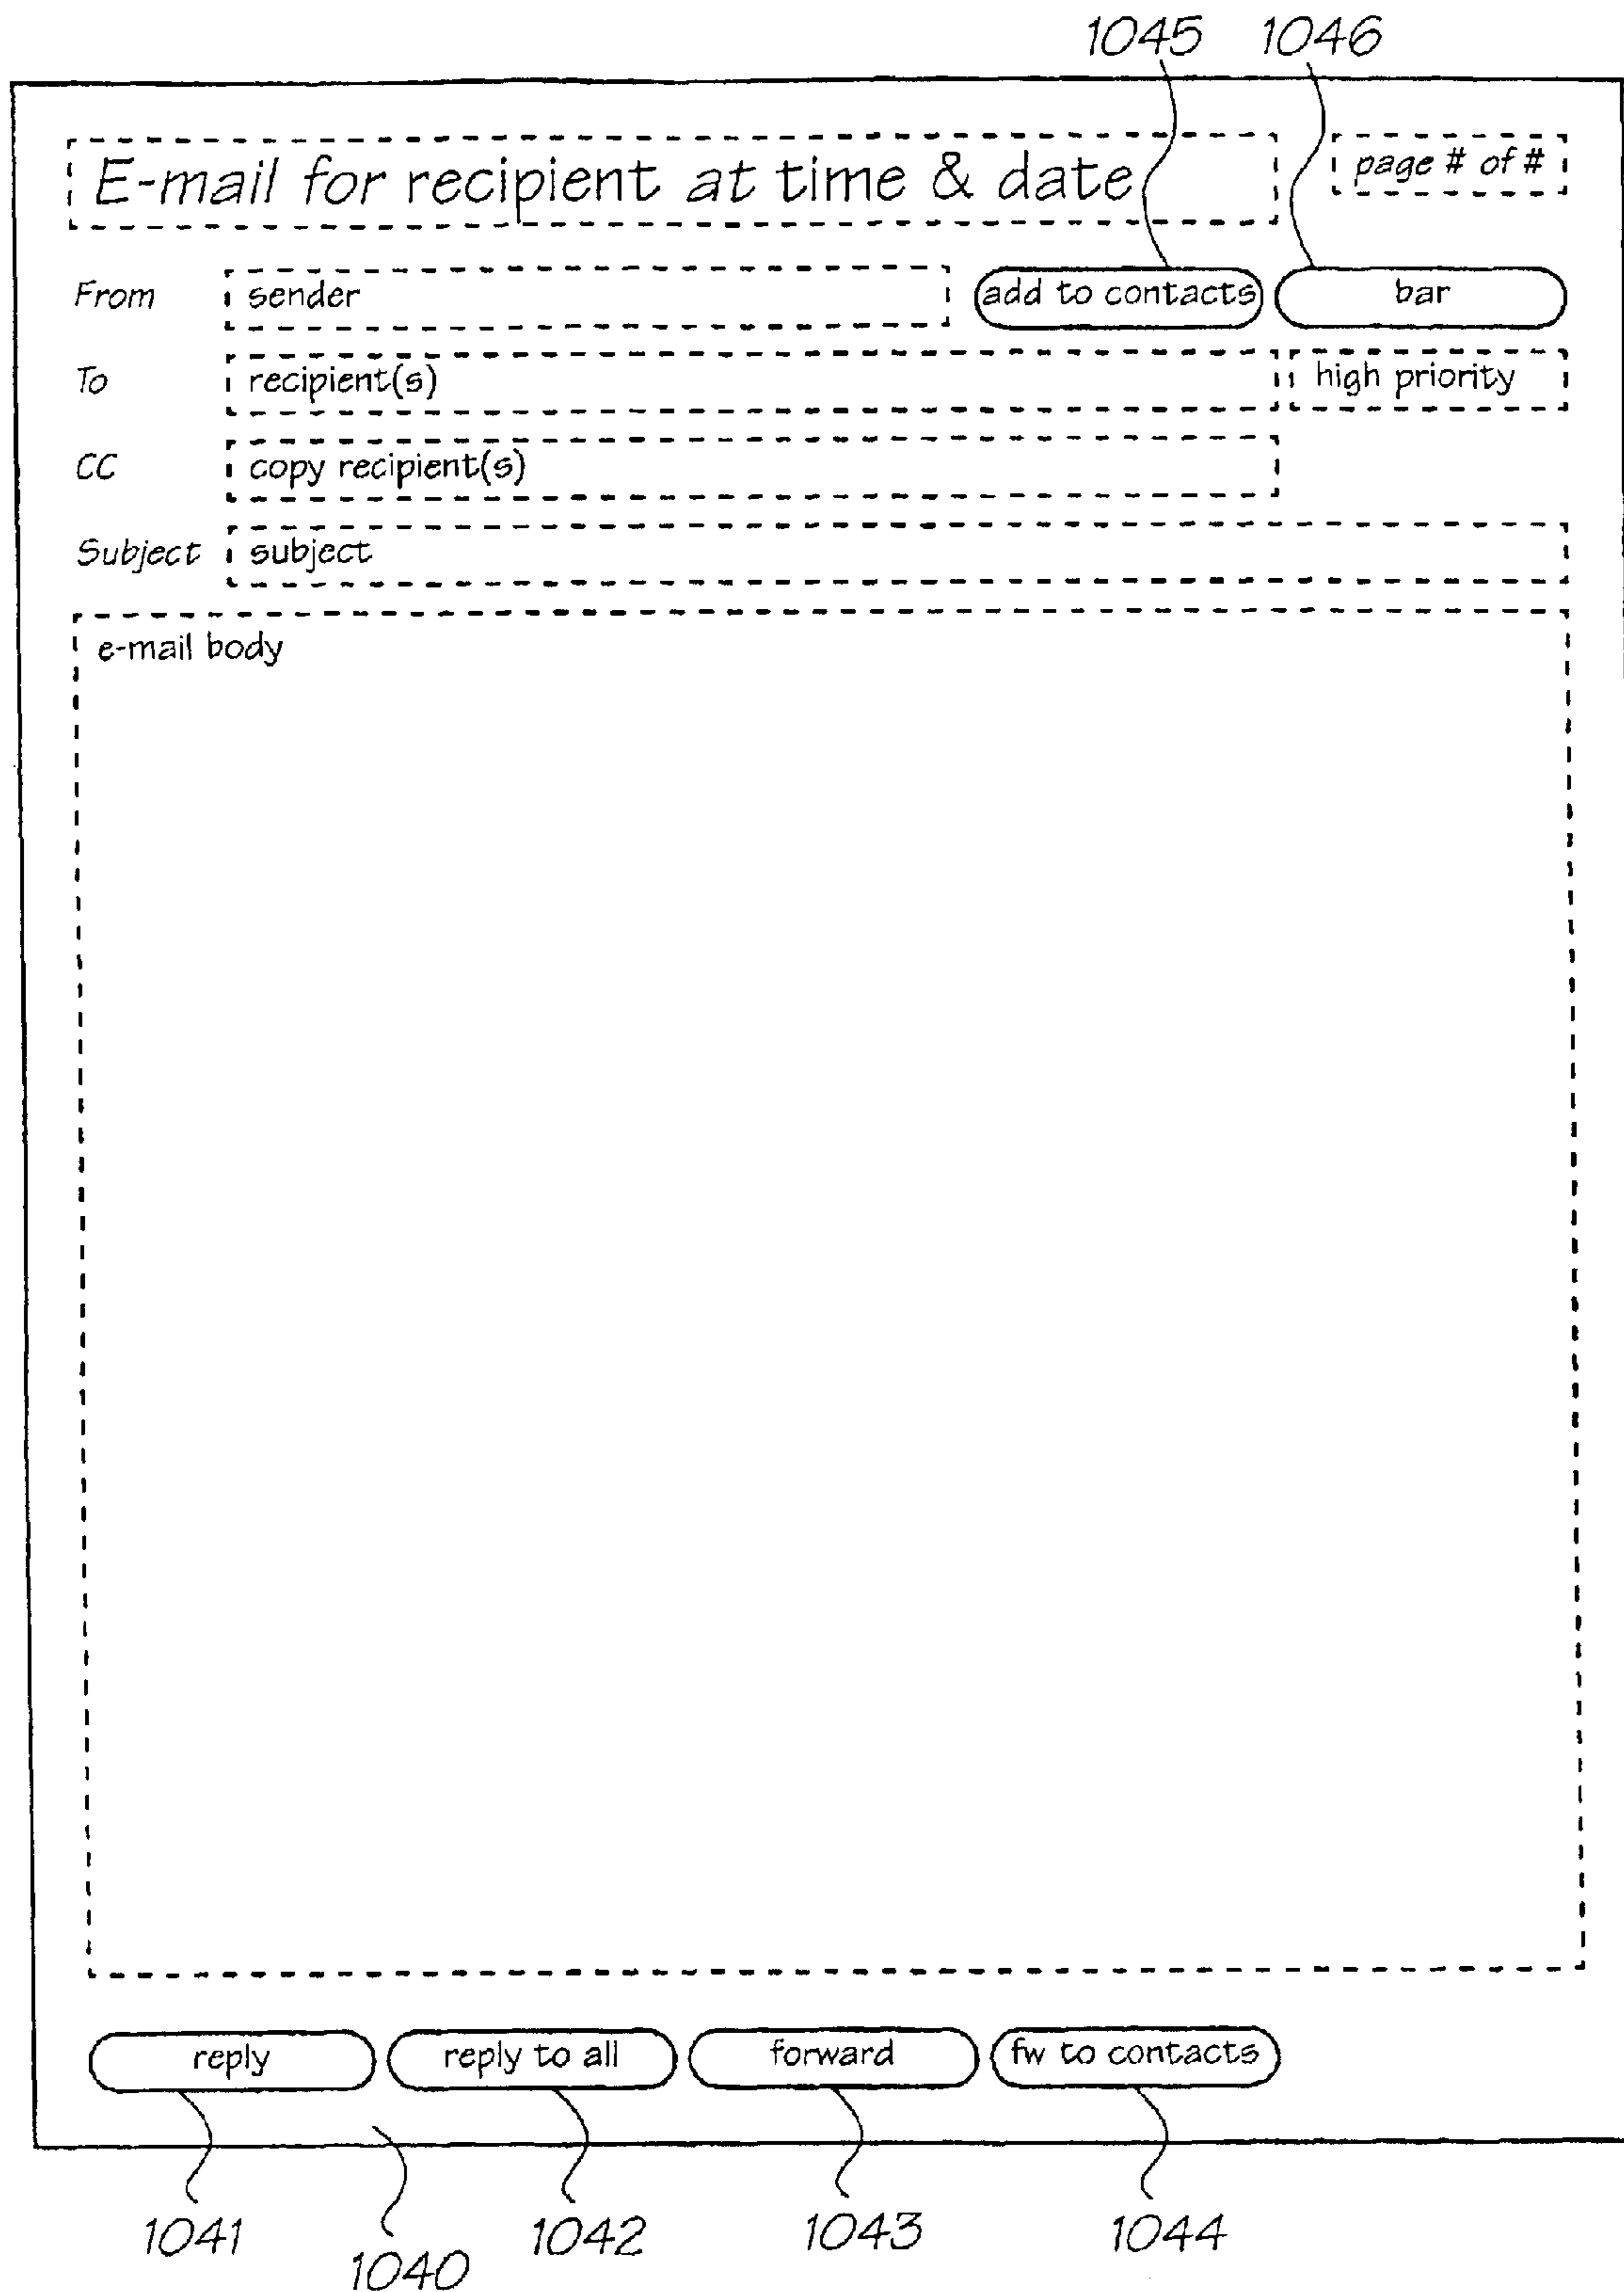 1045 1046
E-mail for recipient at time & date page # of #
From sender add to contacts bar
To recipient(s) high priority
CC copy recipient(s)
Subject subject
e-mail body
reply reply to all forward fw to contacts
1041 1042 1043 1044
1040